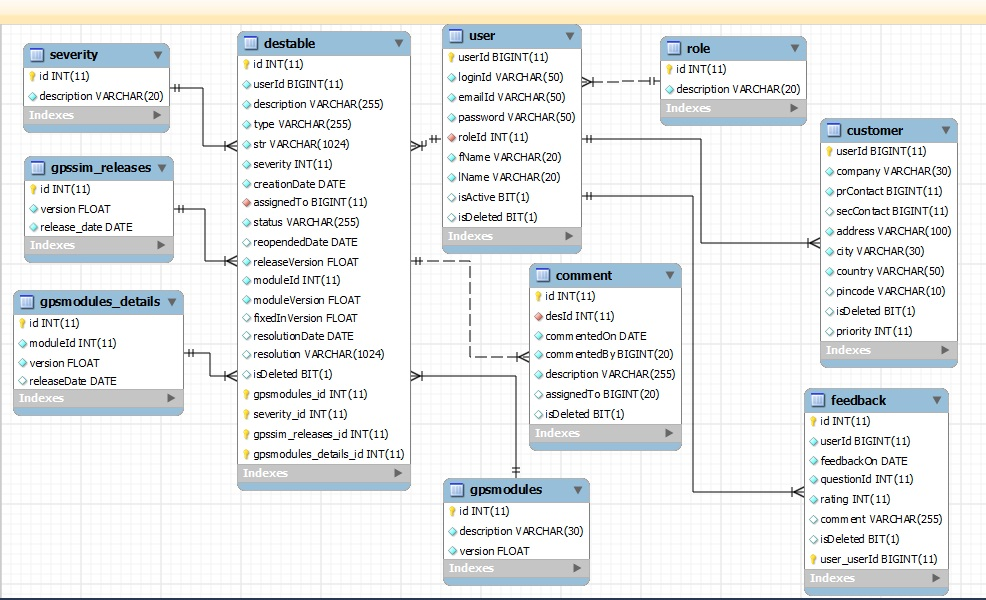 severity
id INT(11)
description VARCHAR(20)
Indexes
gpssim_releases
id INT(11)
version FLOAT
release_date DATE
Indexes
gpsmodules_details
id INT(11)
moduleId INT(11)
version FLOAT
releaseDate DATE
Indexes
destable
id INT(11)
userId BIGINT(11)
description VARCHAR(255)
type VARCHAR(255)
str VARCHAR(1024)
severity INT(11)
creationDate DATE
assignedTo BIGINT(11)
status VARCHAR(255)
reopendedDate DATE
releaseVersion FLOAT
moduleId INT(11)
moduleVersion FLOAT
fixedInVersion FLOAT
resolutionDate DATE
resolution VARCHAR(1024)
isDeleted BIT(1)
gpsmodules_id INT(11)
severity_id INT(11)
gpssim_releases_id INT(11)
gpsmodules_details_id INT(11)
Indexes
user
userId BIGINT(11)
loginId VARCHAR(50)
emailId VARCHAR(50)
password VARCHAR(50)
roleId INT(11)
fName VARCHAR(20)
lName VARCHAR(20)
isActive BIT(1)
isDeleted BIT(1)
Indexes
comment
id INT(11)
desId INT(11)
commentedOn DATE
commentedBy BIGINT(20)
description VARCHAR(255)
assignedTo BIGINT(20)
isDeleted BIT(1)
Indexes
gpsmodules
id INT(11)
description VARCHAR(30)
version FLOAT
Indexes
role
id INT(11)
description VARCHAR(20)
Indexes
customer
userId BIGINT(11)
company VARCHAR(30)
prContact BIGINT(11)
secContact BIGINT(11)
address VARCHAR(100)
city VARCHAR(30)
country VARCHAR(50)
pincode VARCHAR(10)
isDeleted BIT(1)
priority INT(11)
Indexes
feedback
id INT(11)
userId BIGINT(11)
feedbackOn DATE
questionId INT(11)
rating INT(11)
comment VARCHAR(255)
isDeleted BIT(1)
user_userId BIGINT(11)
Indexes